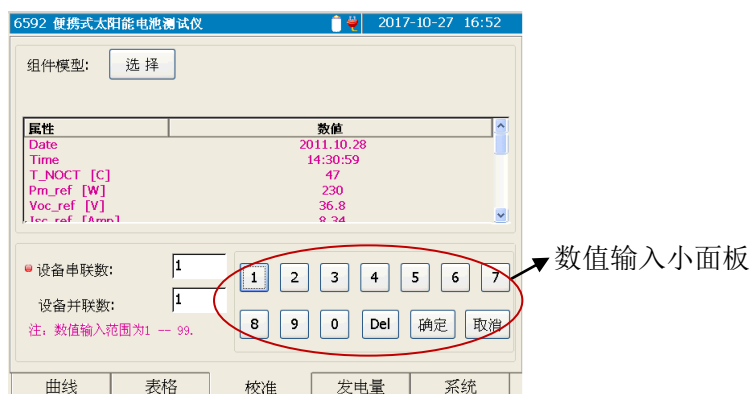 6592 便携式太阳能电池测试仪 2017-10-27 16:52
组件模型: 选 择
属性 数值
Date 2011.10.28
Time 14:30:59
T_NOCT [C] 47
Pm_ref [W] 230
Voc_ref [V] 36.8
Isc_ref [Amp] 8.34
设备串联数: 1
1 2 3 4 5 6 7
数值输入小面板
设备并联数: 1
注: 数值输入范围为1 -- 99.
8 9 0 Del 确定 取消
曲线 表格 校准 发电量 系统